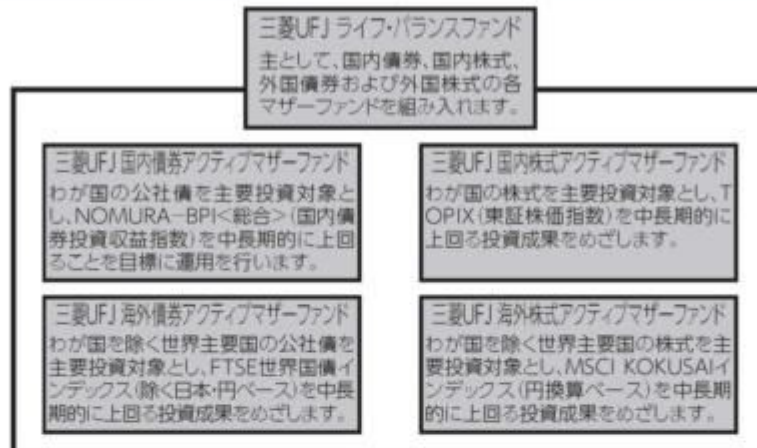 三菱UFJ ライフ・バランスファンド
主として、国内債券、国内株式、
外国債券および外国株式の各
マザーファンドを組み入れます。
三菱UFJ 国内債券アクティブマザーファンド
わが国の公社債を主要投資対象と
し、NOMURA−BPI<総合>(国内債
券投資収益指数)を中長期的に上回
ることを目標に運用を行います。
三菱UFJ 国内株式アクティブマザーファンド
わが国の株式を主要投資対象とし、T
OPIX(東証株価指数)を中長期的に
上回る投資成果をめざします。
三菱UFJ 海外債券アクティブマザーファンド
わが国を除く世界主要国の公社債を
主要投資対象とし、FTSE世界国債イ
ンデックス(除く日本・円ベース)を中長
期的に上回る投資成果をめざします。
三菱UFJ 海外株式アクティブマザーファンド
わが国を除く世界主要国の株式を主
要投資対象とし、MSCI KOKUSAIイ
ンデックス(円換算ベース)を中長期
的に上回る投資成果をめざします。